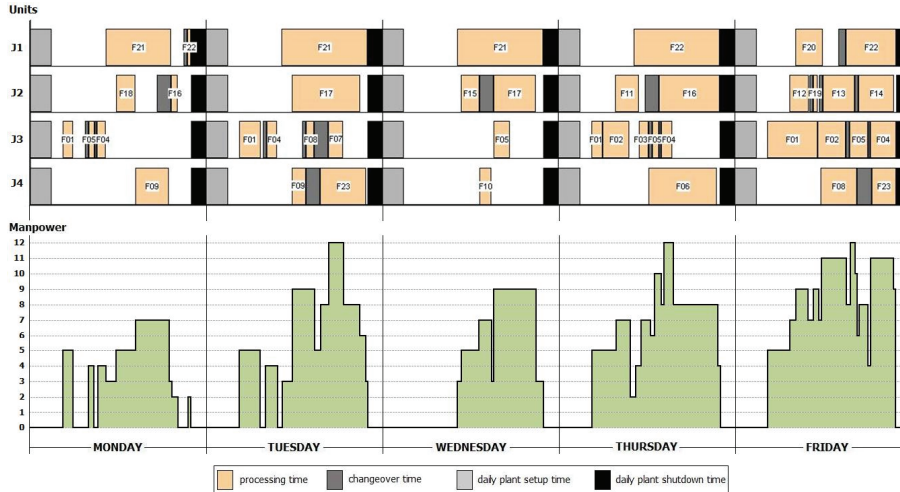 Units
J1 F21 F22 F21 F21 F22 F20 F22
J2 F18 F16 F17 F15 F17 F11 F16 F12 F19 F13 F14
J3 F01 F05 F04 F01 F04 F08 F07 F05 F01 F02 F03 F05 F04 F01 F02 F05 F04
J4 F09 F09 F23 F10 F06 F08 F23
Manpower
12
11
10
9
8
7
6
5
4
3
2
1
0
MONDAY TUESDAY WEDNESDAY THURSDAY FRIDAY
processing time changeover time daily plant setup time daily plant shutdown time